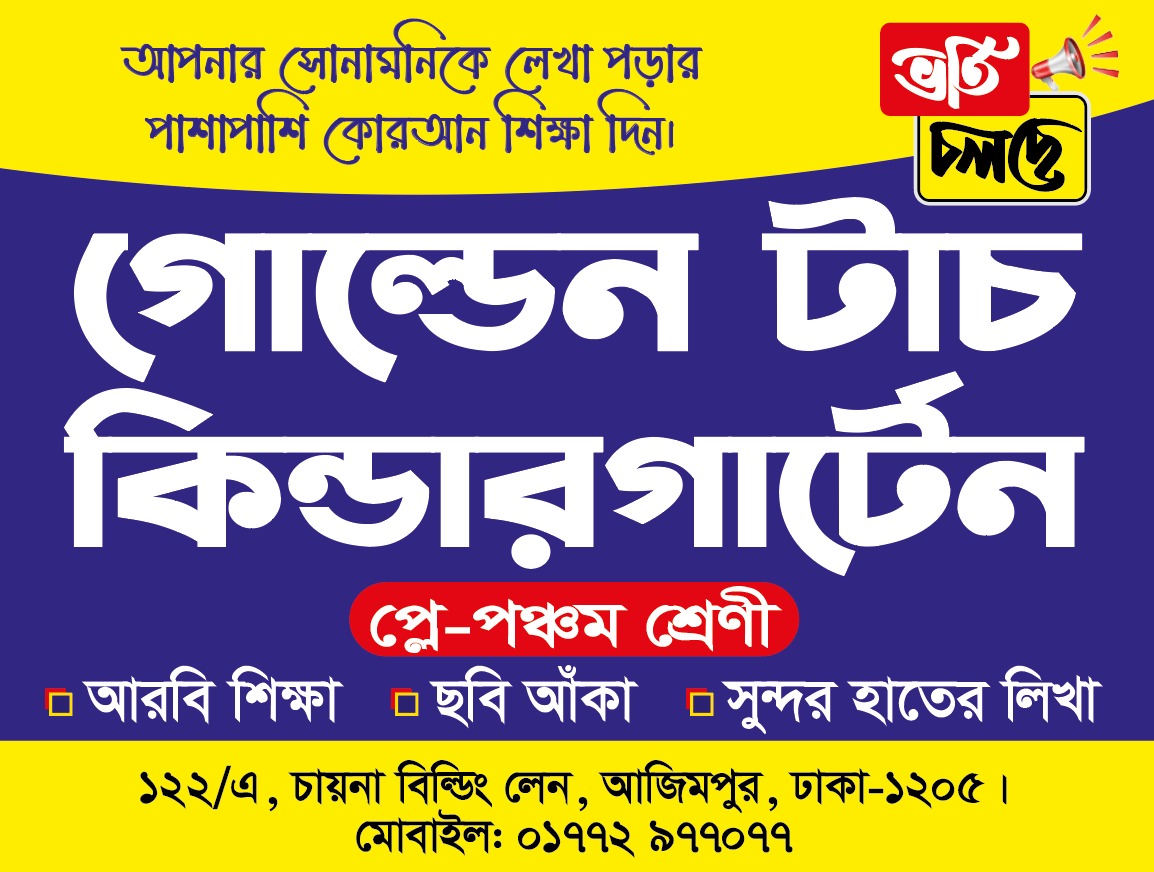 আপনার সোনামনিকে লেখা পড়ার
পাশাপাশি কোরআন শিক্ষা দিন।
ভর্তি
চলছে
গোল্ডেন টাচ
কিন্ডারগার্টেন
প্লে-পঞ্চম শ্রেণী
আরবি শিক্ষা ছবি আঁকা সুন্দর হাতের লিখা
১২২/এ, চায়না বিল্ডিং লেন, আজিমপুর, ঢাকা-১২০৫।
মোবাইল: ০১৭৭২ ৯৭৭০৭৭